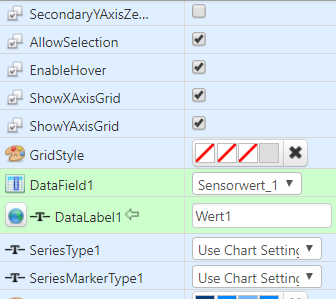 SecondaryYAxisZe...
AllowSelection
EnableHover
ShowXAxisGrid
ShowYAxisGrid
GridStyle
DataField1 Sensorwert_1
DataLabel1 Wert1
SeriesType1 Use Chart Setting
SeriesMarkerType1 Use Chart Setting